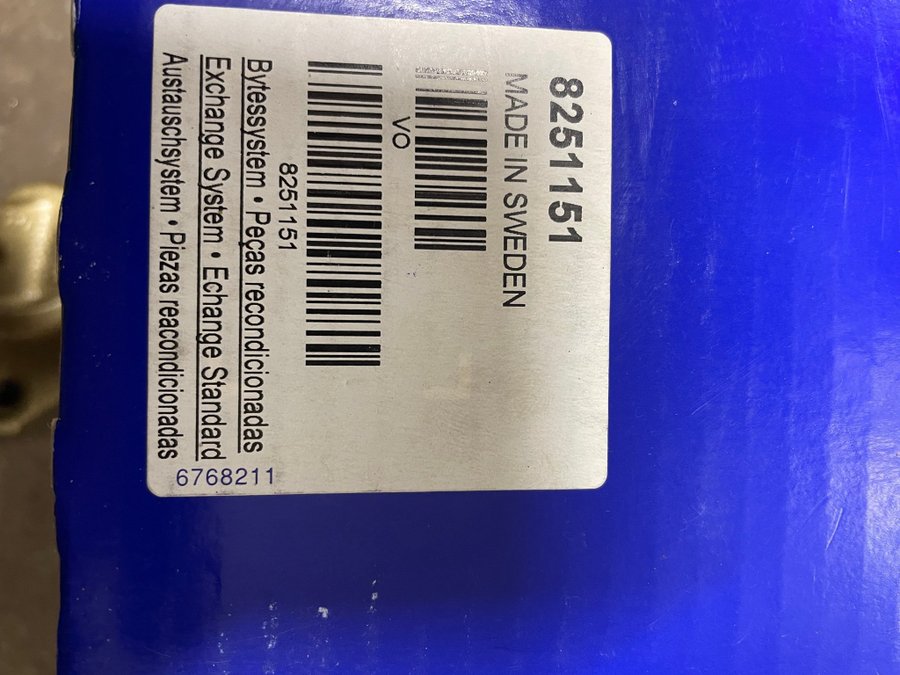 8251151
MADE IN SWEDEN
VO
8251151
Bytessystem • Peças recondicionadas
Exchange System • Echange Standard
Austauschsystem • Piezas reacondicionadas
6768211